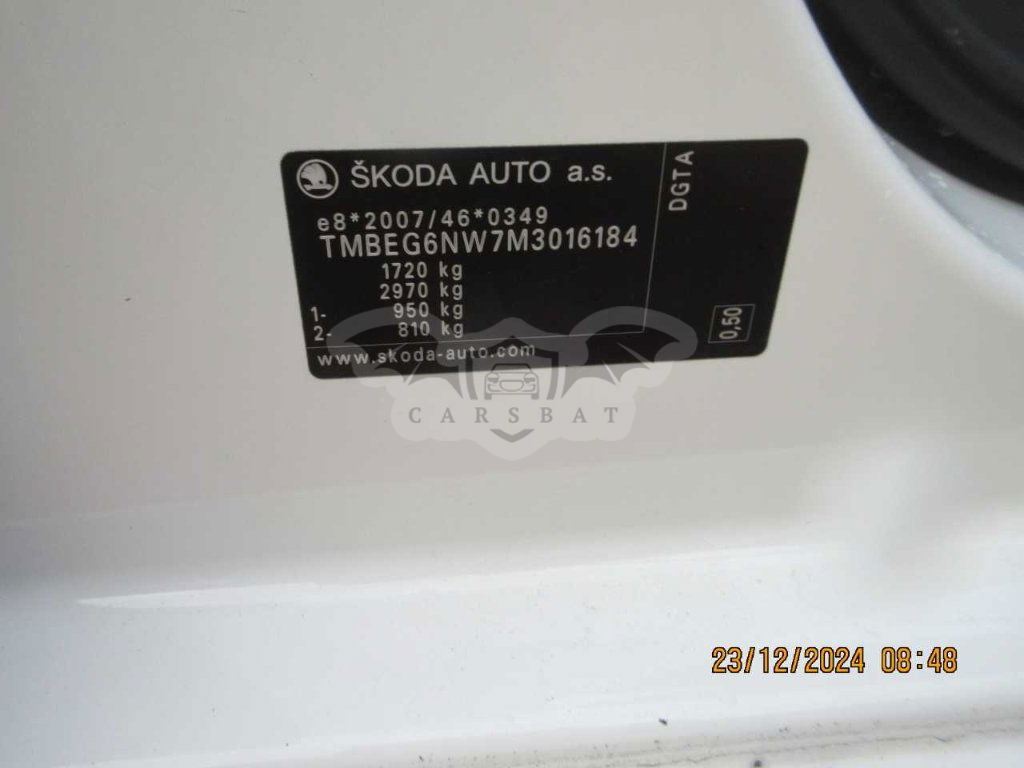 ŠKODA AUTO a.s.
e8*2007/46*0349
TMBEG6NW7M3016184
1720 kg
2970 kg
1- 950 kg
2- 810 kg
www.skoda-auto.com
DGTA
0,50
CARSBAT
23/12/2024 08:48